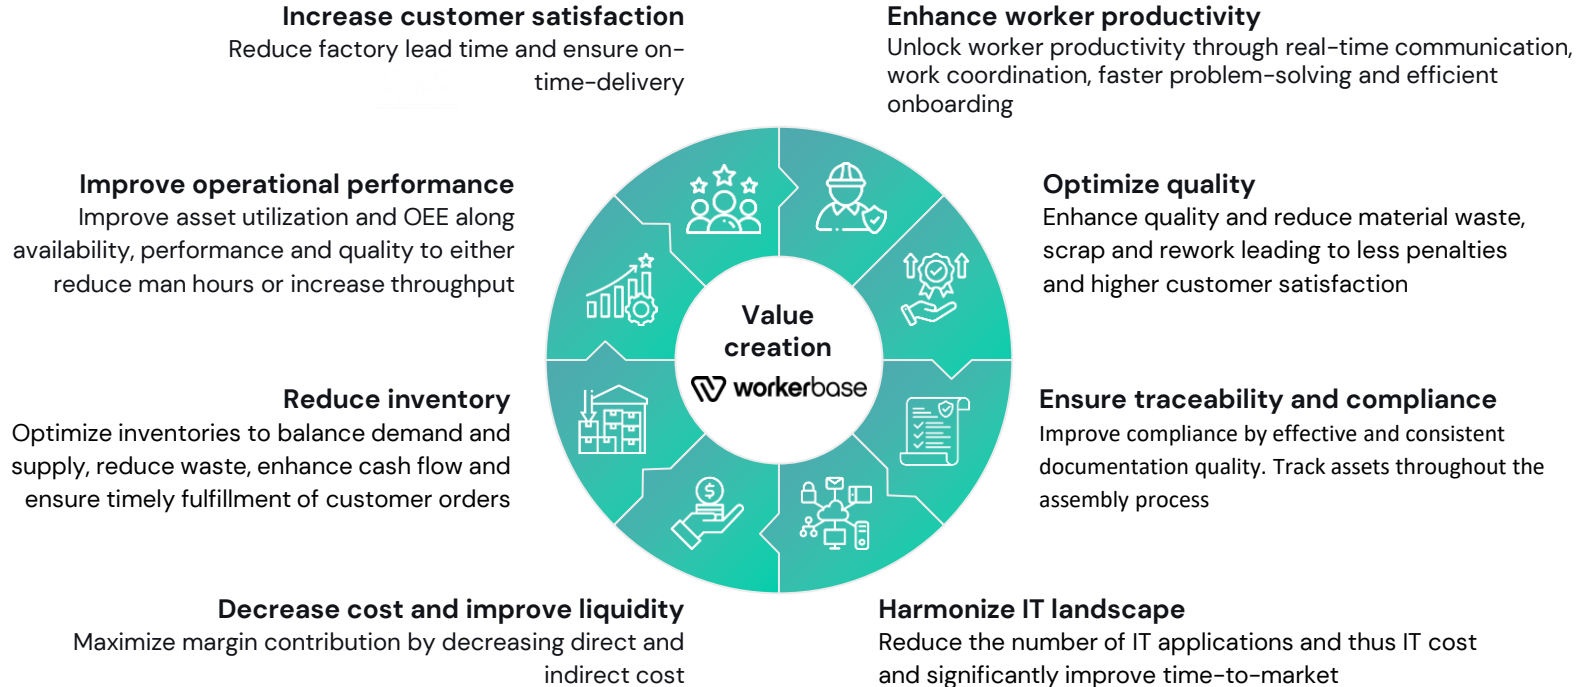 Increase customer satisfaction
Reduce factory lead time and ensure on-
time-delivery
Enhance worker productivity
Unlock worker productivity through real-time communication,
work coordination, faster problem-solving and efficient
onboarding
Improve operational performance
Improve asset utilization and OEE along
availability, performance and quality to either
reduce man hours or increase throughput
Optimize quality
Enhance quality and reduce material waste,
scrap and rework leading to less penalties
and higher customer satisfaction
Value
creation
workerbase
Reduce inventory
Optimize inventories to balance demand and
supply, reduce waste, enhance cash flow and
ensure timely fulfillment of customer orders
Ensure traceability and compliance
Improve compliance by effective and consistent
documentation quality. Track assets throughout the
assembly process
$
Decrease cost and improve liquidity
Maximize margin contribution by decreasing direct and
indirect cost
Harmonize IT landscape
Reduce the number of IT applications and thus IT cost
and significantly improve time-to-market